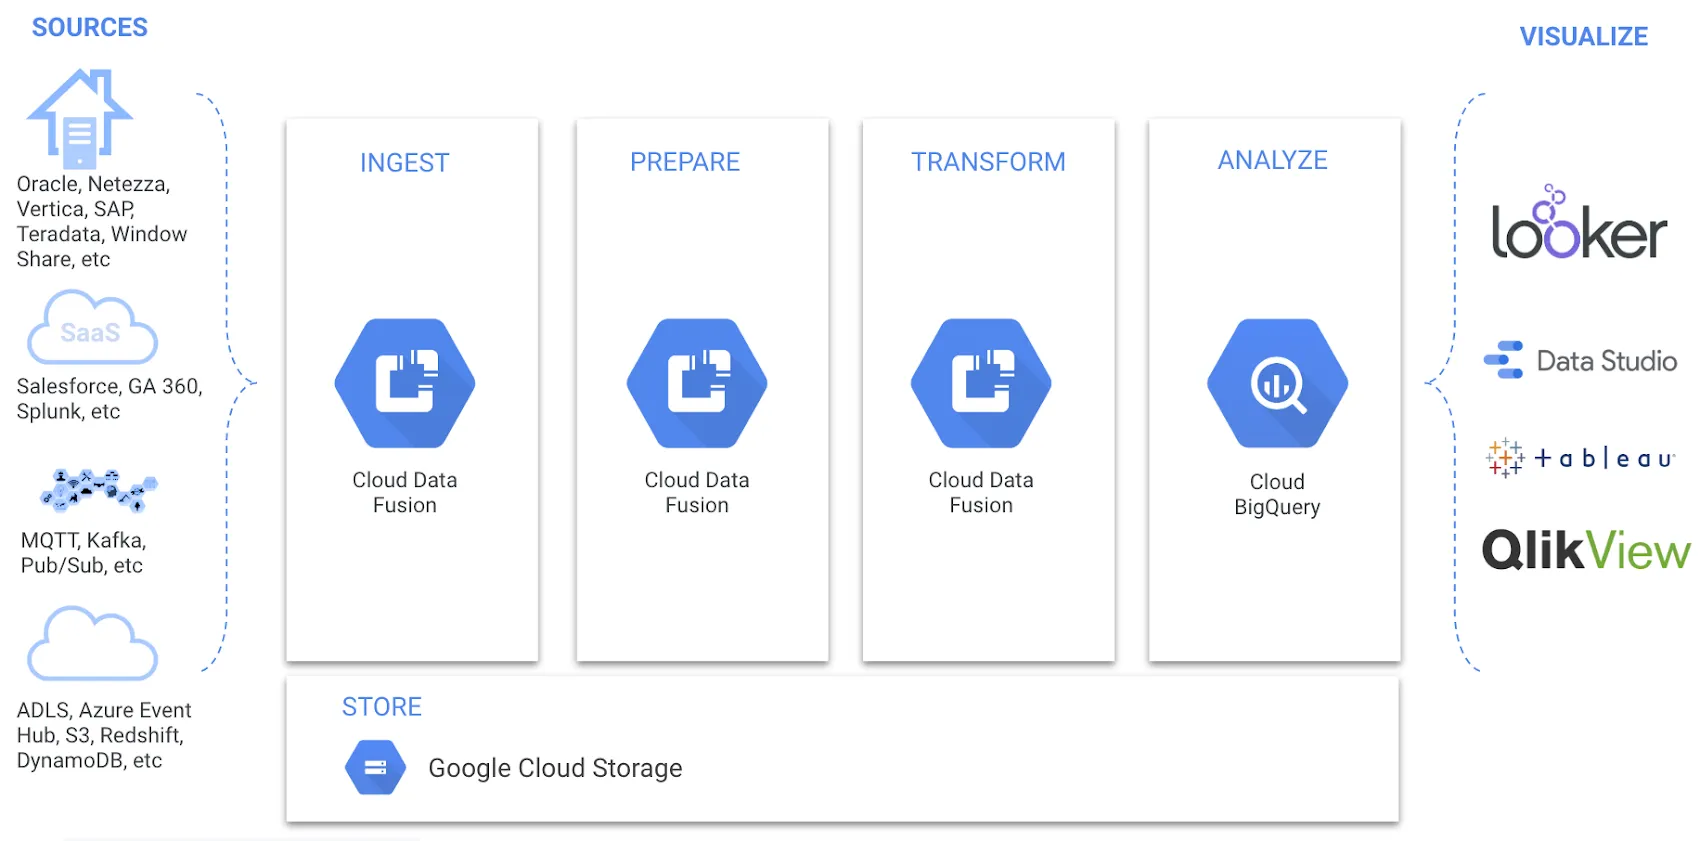 SOURCES
Oracle, Netezza,
Vertica, SAP,
Teradata, Window
Share, etc
SaaS
Salesforce, GA 360,
Splunk, etc
MQTT, Kafka,
Pub/Sub, etc
ADLS, Azure Event
Hub, S3, Redshift,
DynamoDB, etc
INGEST
Cloud Data
Fusion
PREPARE
Cloud Data
Fusion
TRANSFORM
Cloud Data
Fusion
ANALYZE
Cloud
BigQuery
STORE
Google Cloud Storage
VISUALIZE
looker
Data Studio
+ableau
QlikView